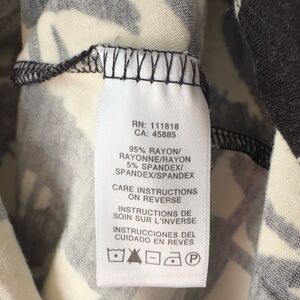 RN: 111818
CA: 45885
95% RAYON/
RAYONNE/RAYON
5% SPANDEX/
SPANDEX/SPANDEX
CARE INSTRUCTIONS
ON REVERSE
INSTRUCTIONS DE
SOIN SUR L'INVERSE
INSTRUCCIONES DEL
CUIDADO EN REVÉS
P